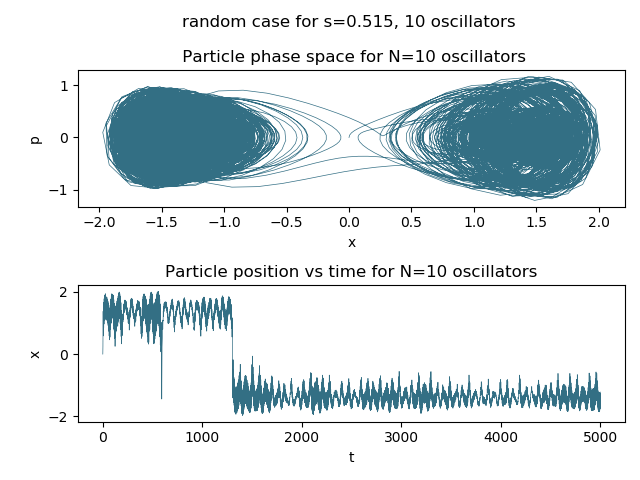 random case for s=0.515, 10 oscillators
Particle phase space for N=10 oscillators
1
0
−1
p
−2.0 −1.5 −1.0 −0.5 0.0 0.5 1.0 1.5 2.0
x
Particle position vs time for N=10 oscillators
2
0
−2
x
0 1000 2000 3000 4000 5000
t